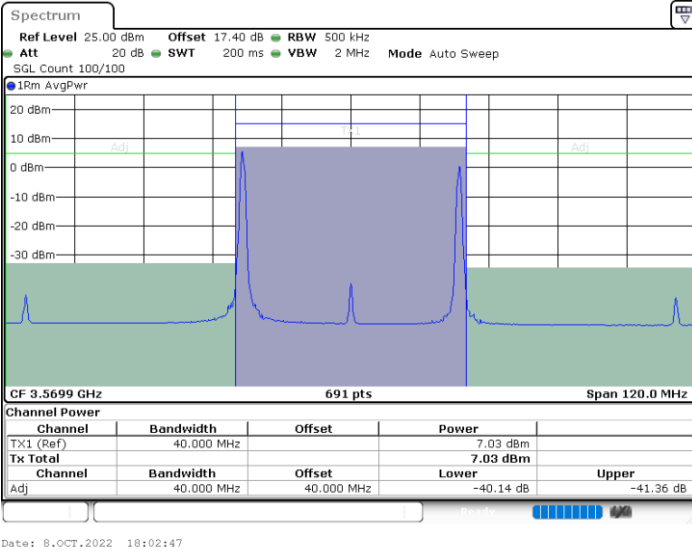 Spectrum
Ref Level 25.00 dBm Offset 17.40 dB RBW 500 kHz
Att 20 dB SWT 200 ms VBW 2 MHz Mode Auto Sweep
SGL Count 100/100
1Rm AvgPwr
20 dBm
TX1
10 dBm
Adj Adj
0 dBm
-10 dBm
-20 dBm
-30 dBm
CF 3.5699 GHz 691 pts Span 120.0 MHz
Channel Power
Channel Bandwidth Offset Power
TX1 (Ref) 40.000 MHz 7.03 dBm
Tx Total 7.03 dBm
Channel Bandwidth Offset Lower Upper
Adj 40.000 MHz 40.000 MHz -40.14 dB -41.36 dB
Ready
Date: 8.OCT.2022 18:02:47